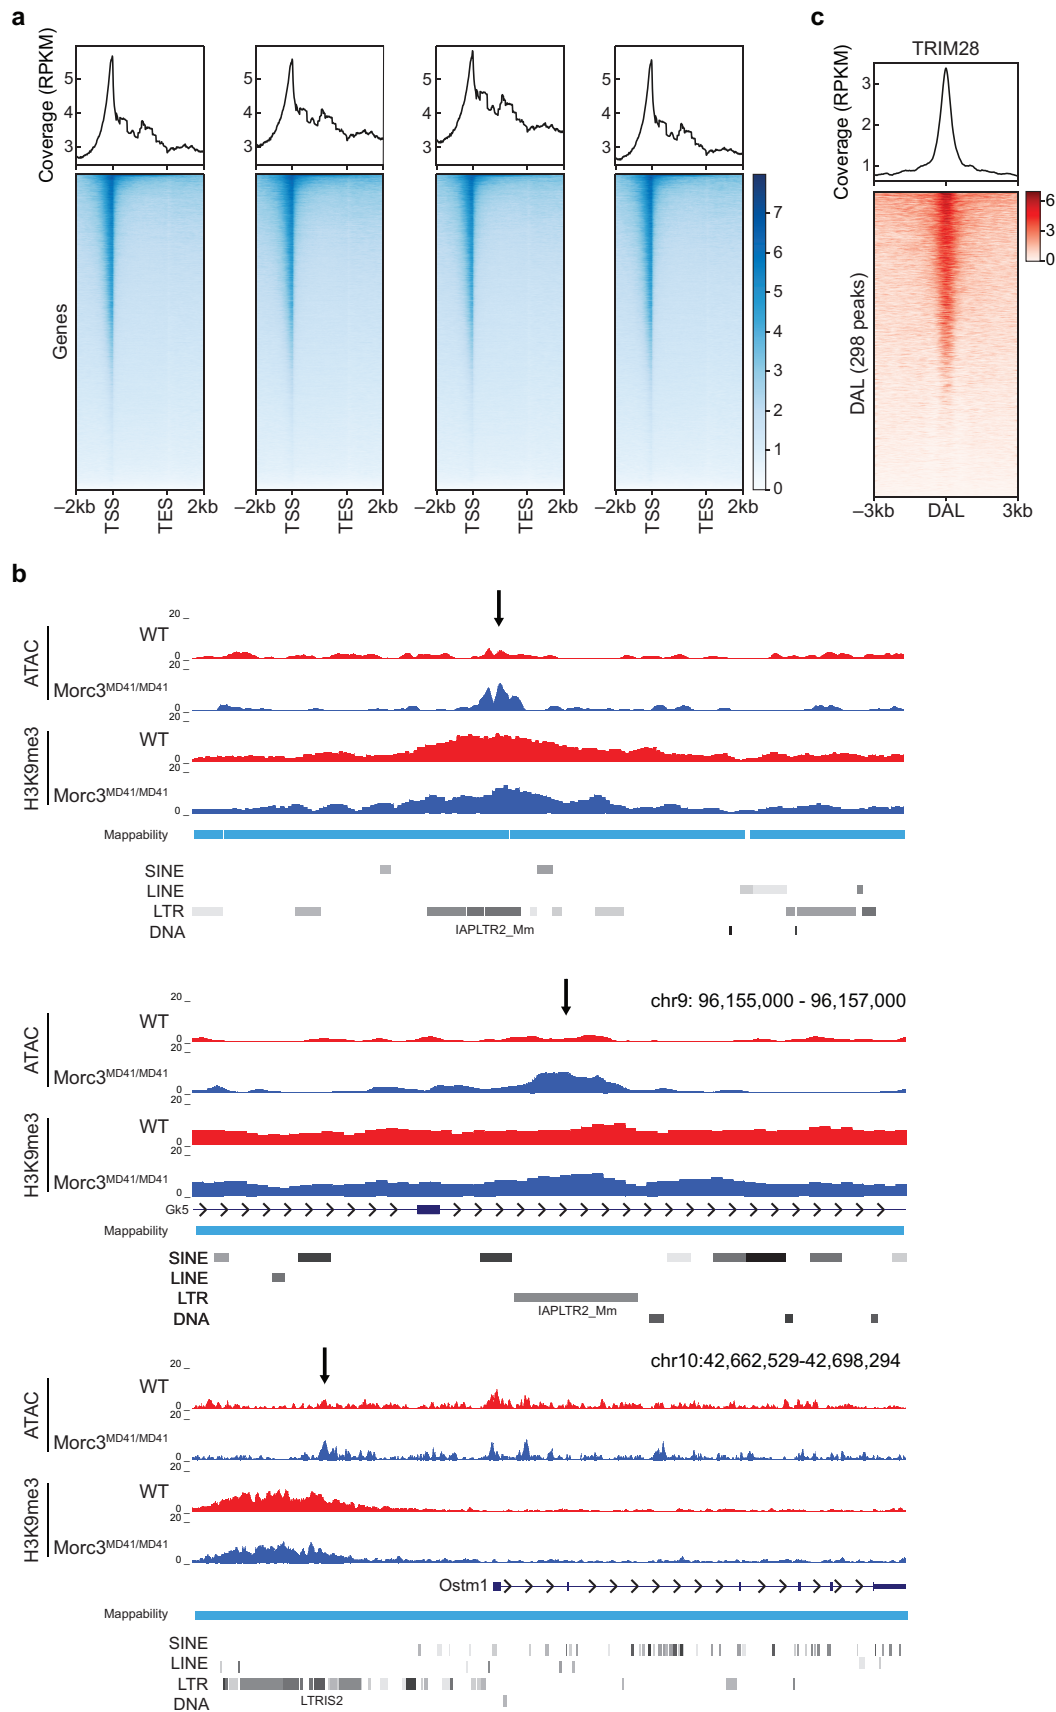 a
Coverage (RPKM)
5
4
3
5
4
3
5
4
3
5
4
3
Genes
7
6
5
4
3
2
1
0
–2kb TSS TES 2kb
–2kb TSS TES 2kb
–2kb TSS TES 2kb
–2kb TSS TES 2kb
c
TRIM28
Coverage (RPKM)
3
2
1
DAL (298 peaks)
6
3
0
–3kb DAL 3kb
b
ATAC
WT
20
0
Morc3MD41/MD41
20
0
H3K9me3
WT
20
0
Morc3MD41/MD41
20
0
Mappability
SINE
LINE
LTR
IAPLTR2_Mm
DNA
chr9: 96,155,000 - 96,157,000
ATAC
WT
20
0
Morc3MD41/MD41
20
0
H3K9me3
WT
20
0
Morc3MD41/MD41
20
0
Gk5
Mappability
SINE
LINE
LTR
IAPLTR2_Mm
DNA
chr10:42,662,529-42,698,294
ATAC
WT
20
0
Morc3MD41/MD41
20
0
H3K9me3
WT
20
0
Morc3MD41/MD41
20
0
Ostm1
Mappability
SINE
LINE
LTR
LTRIS2
DNA